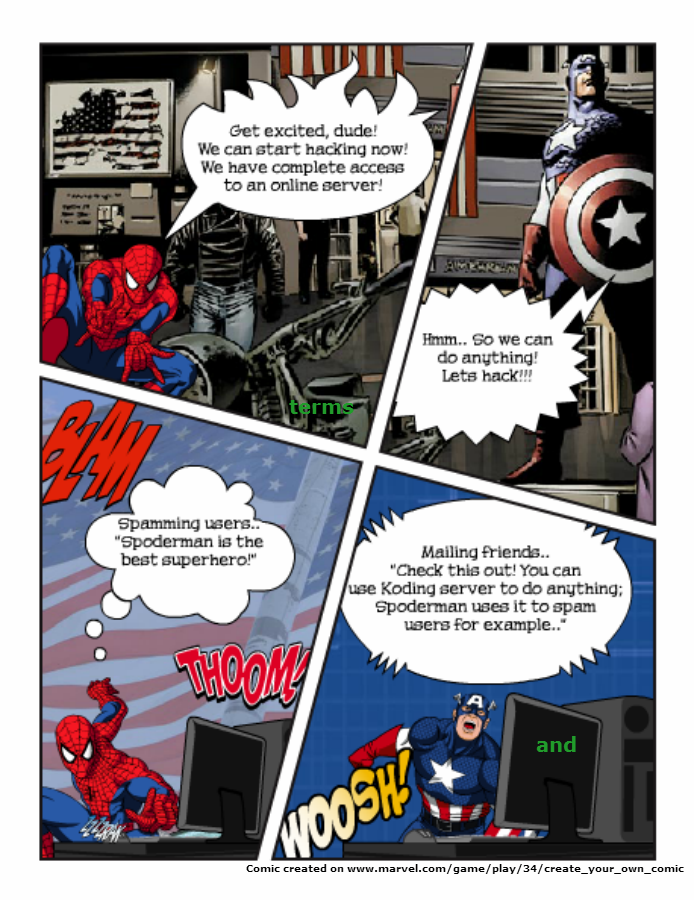 Get excited, dude!
We can start hacking now!
We have complete access
to an online server!
Hmm.. So we can
do anything!
Lets hack!!!
terms
BLAM
Spamming users..
"Spoderman is the
best superhero!"
THOOM!
Mailing friends..
"Check this out! You can
use Koding server to do anything;
Spoderman uses it to spam
users for example.."
A
and
WOOSH!
Comic created on www.marvel.com/game/play/34/create_your_own_comic